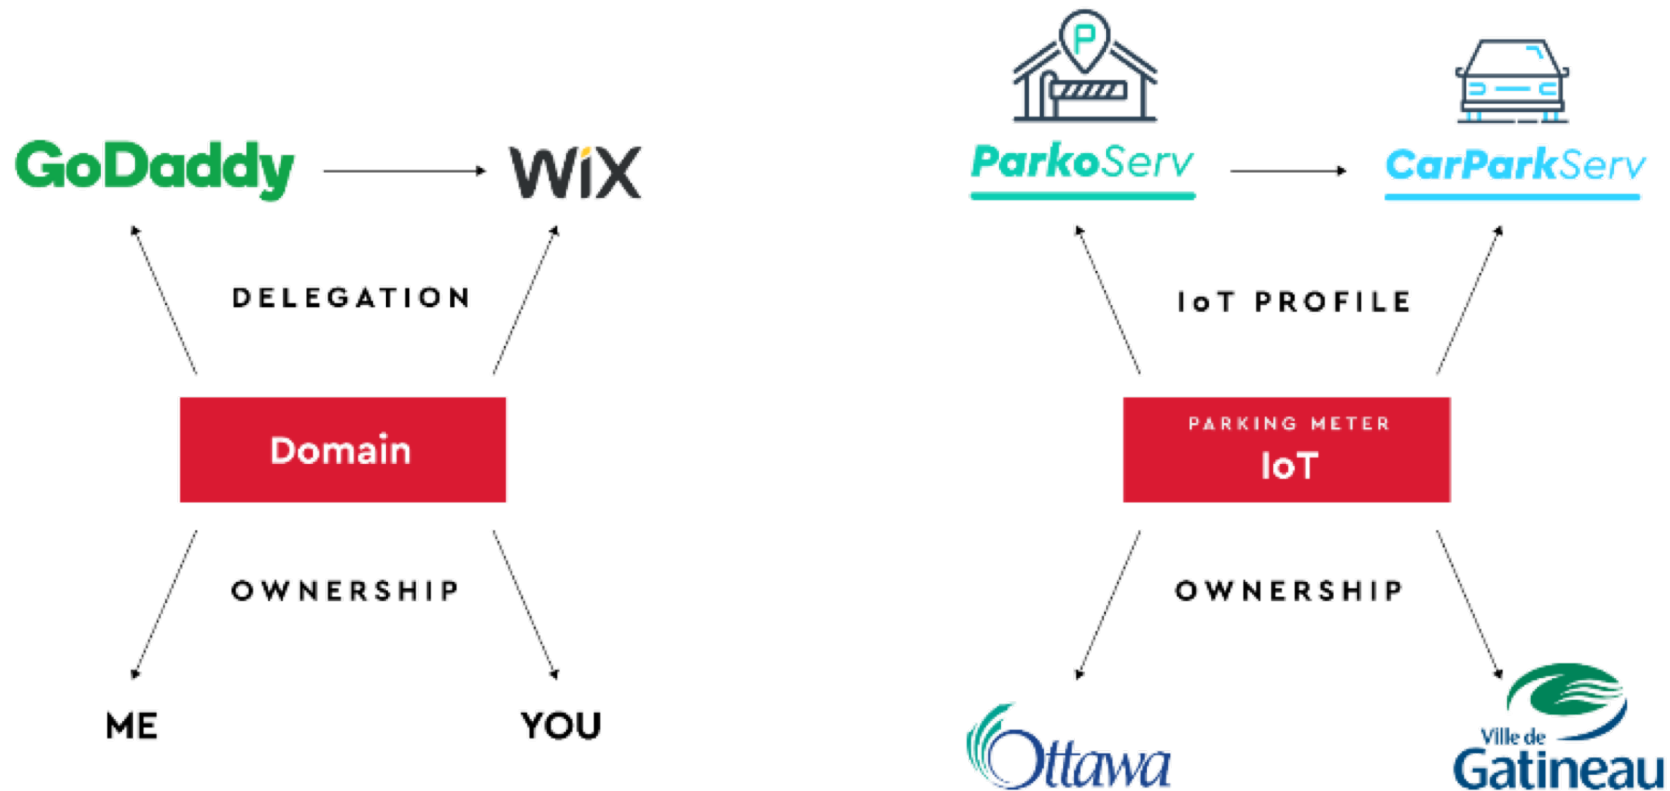 P
GoDaddy
WiX
ParkoServ
CarParkServ
DELEGATION
IoT PROFILE
Domain
PARKING METER
IoT
OWNERSHIP
OWNERSHIP
ME
YOU
Ottawa
Ville de
Gatineau